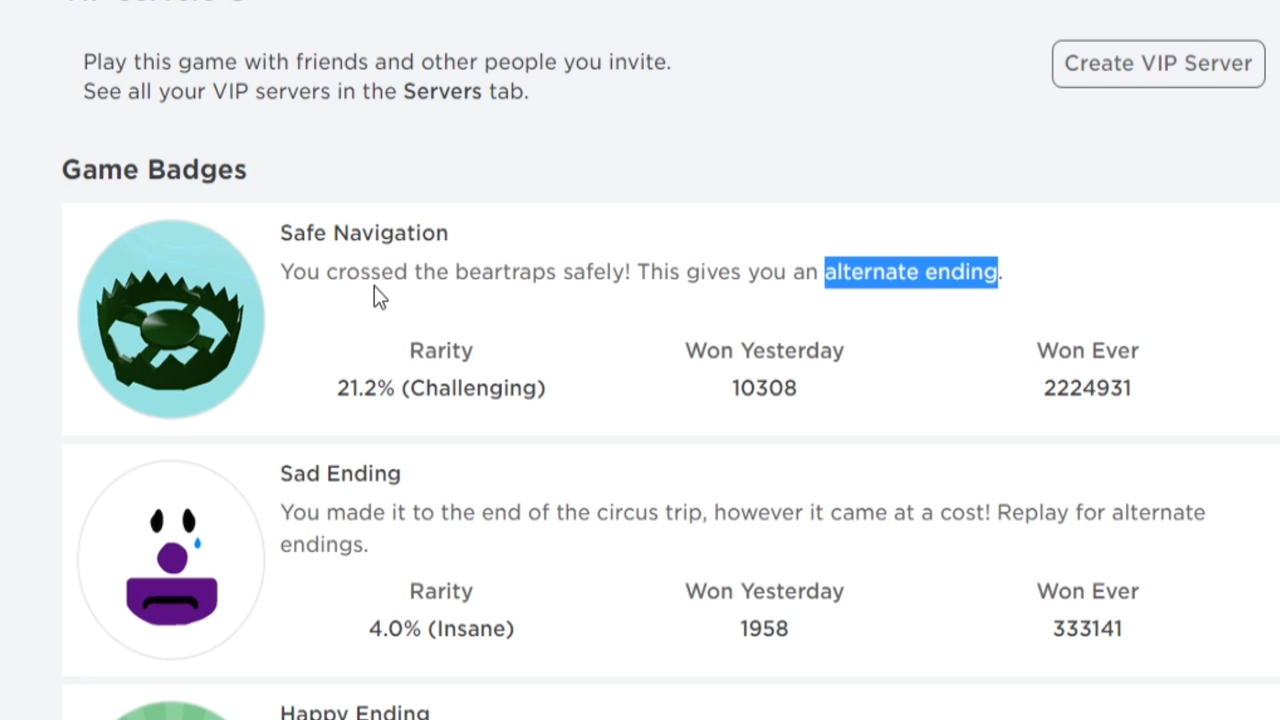 Play this game with friends and other people you invite.
See all your VIP servers in the Servers tab.
Create VIP Server
Game Badges
Safe Navigation
You crossed the beartraps safely! This gives you an alternate ending.
Rarity Won Yesterday Won Ever
21.2% (Challenging) 10308 2224931
Sad Ending
You made it to the end of the circus trip, however it came at a cost! Replay for alternate
endings.
Rarity Won Yesterday Won Ever
4.0% (Insane) 1958 333141
Happy Ending